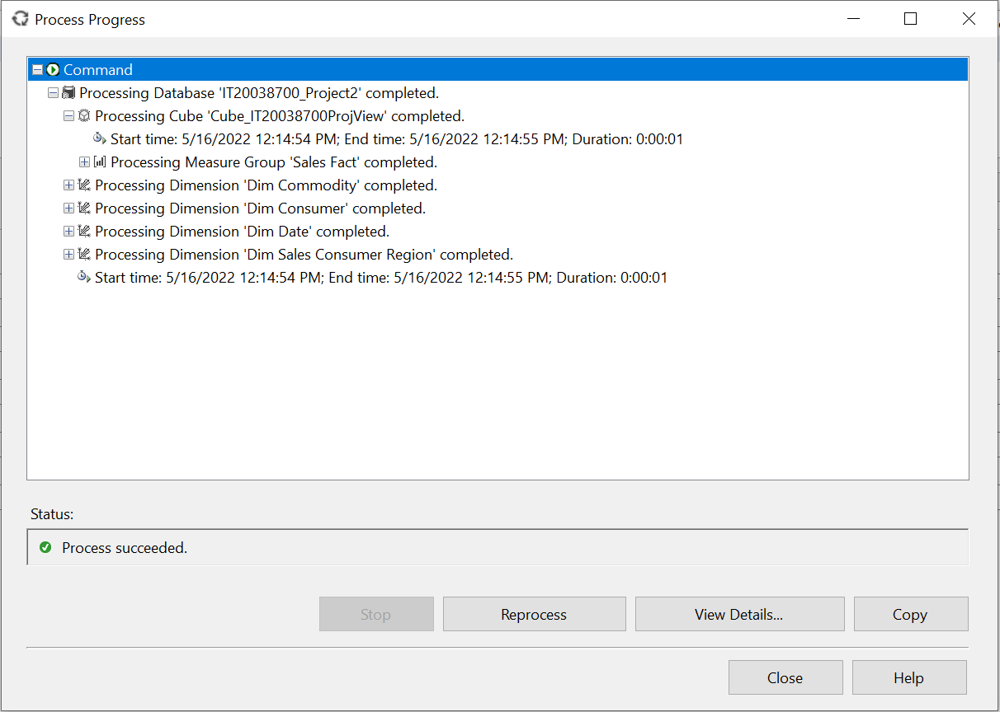 Process Progress
Command
Processing Database 'IT20038700_Project2' completed.
Processing Cube 'Cube_IT20038700ProjView' completed.
Start time: 5/16/2022 12:14:54 PM; End time: 5/16/2022 12:14:55 PM; Duration: 0:00:01
Processing Measure Group 'Sales Fact' completed.
Processing Dimension 'Dim Commodity' completed.
Processing Dimension 'Dim Consumer' completed.
Processing Dimension 'Dim Date' completed.
Processing Dimension 'Dim Sales Consumer Region' completed.
Start time: 5/16/2022 12:14:54 PM; End time: 5/16/2022 12:14:55 PM; Duration: 0:00:01
Status:
Process succeeded.
Stop Reprocess View Details... Copy
Close Help